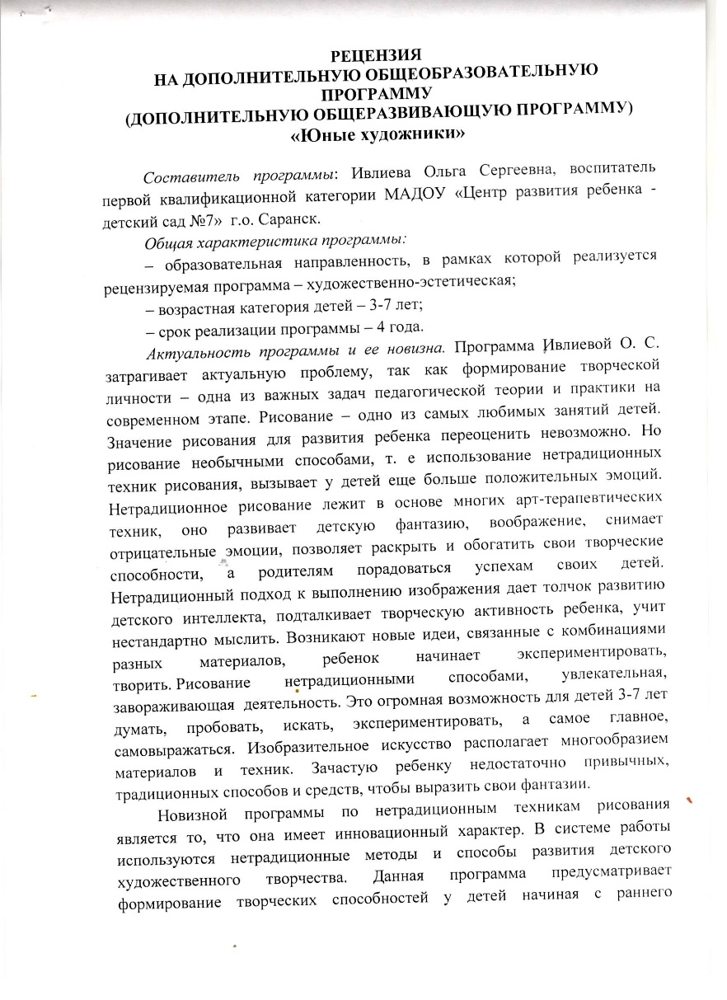 РЕЦЕНЗИЯ
НА ДОПОЛНИТЕЛЬНУЮ ОБЩЕОБРАЗОВАТЕЛЬНУЮ
ПРОГРАММУ
(ДОПОЛНИТЕЛЬНУЮ ОБЩЕРАЗВИВАЮЩУЮ ПРОГРАММУ)
«Юные художники»
Составитель программы: Ивлиева Ольга Сергеевна, воспитатель
первой квалификационной категории МАДОУ «Центр развития ребенка -
детский сад №7» г.о. Саранск.
Общая характеристика программы:
– образовательная направленность, в рамках которой реализуется
рецензируемая программа – художественно-эстетическая;
– возрастная категория детей – 3-7 лет;
– срок реализации программы – 4 года.
Актуальность программы и ее новизна. Программа Ивлиевой О. С.
затрагивает актуальную проблему, так как формирование творческой
личности – одна из важных задач педагогической теории и практики на
современном этапе. Рисование – одно из самых любимых занятий детей.
Значение рисования для развития ребенка переоценить невозможно. Но
рисование необычными способами, т. е использование нетрадиционных
техник рисования, вызывает у детей еще больше положительных эмоций.
Нетрадиционное рисование лежит в основе многих арт-терапевтических
техник, оно развивает детскую фантазию, воображение, снимает
отрицательные эмоции, позволяет раскрыть и обогатить свои творческие
способности, а родителям порадоваться успехам своих детей.
Нетрадиционный подход к выполнению изображения дает толчок развитию
детского интеллекта, подталкивает творческую активность ребенка, учит
нестандартно мыслить. Возникают новые идеи, связанные с комбинациями
разных материалов, ребенок начинает экспериментировать,
творить. Рисование нетрадиционными способами, увлекательная,
завораживающая деятельность. Это огромная возможность для детей 3-7 лет
думать, пробовать, искать, экспериментировать, а самое главное,
самовыражаться. Изобразительное искусство располагает многообразием
материалов и техник. Зачастую ребенку недостаточно привычных,
традиционных способов и средств, чтобы выразить свои фантазии.
Новизной программы по нетрадиционным техникам рисования
является то, что она имеет инновационный характер. В системе работы
используются нетрадиционные методы и способы развития детского
художественного творчества. Данная программа предусматривает
формирование творческих способностей у детей начиная с раннего